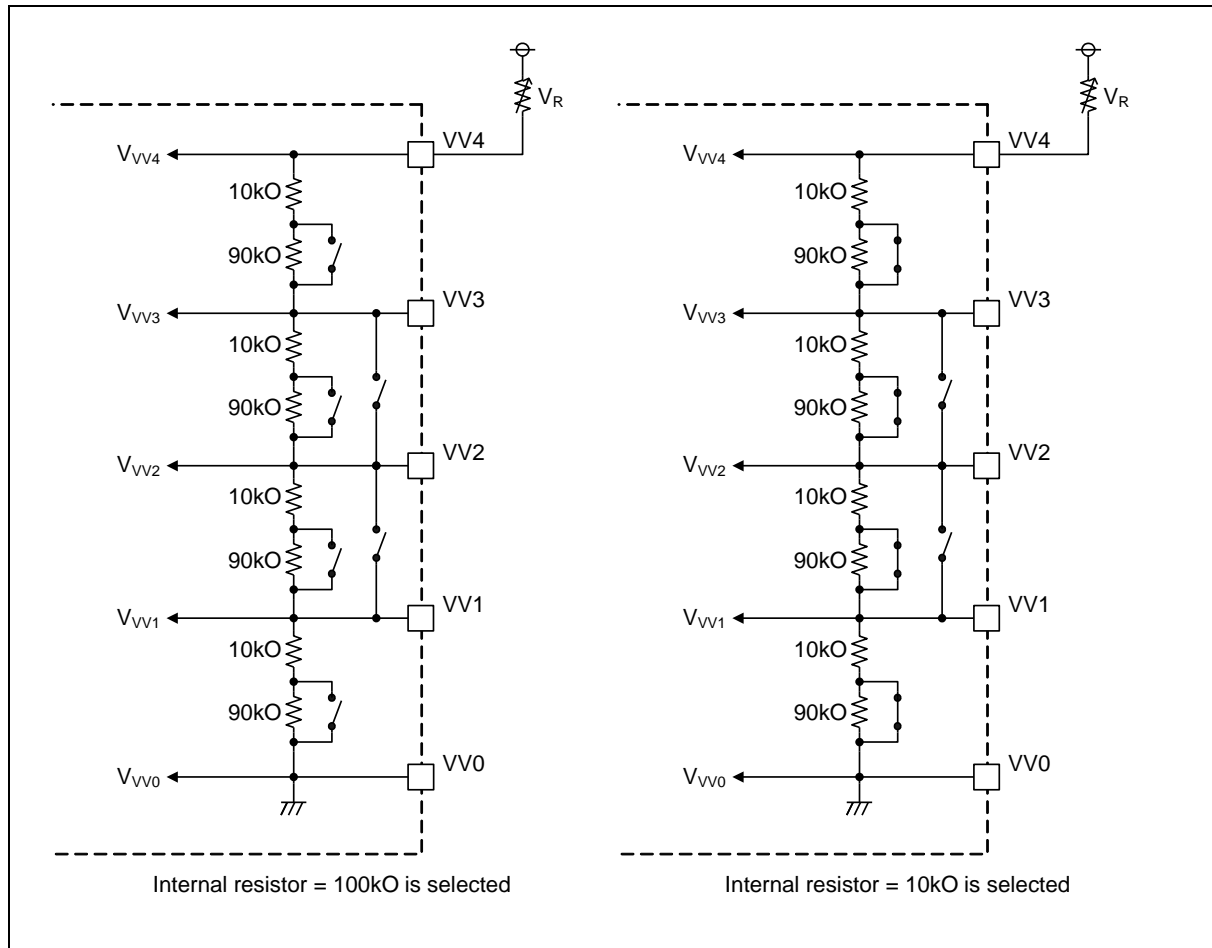 VR
VV4
VVV4
10kO
90kO
VV3
VVV3
10kO
90kO
VV2
VVV2
10kO
90kO
VV1
VVV1
10kO
90kO
VV0
VVV0
Internal resistor = 100kO is selected
VR
VV4
VVV4
10kO
90kO
VV3
VVV3
10kO
90kO
VV2
VVV2
10kO
90kO
VV1
VVV1
10kO
90kO
VV0
VVV0
Internal resistor = 10kO is selected